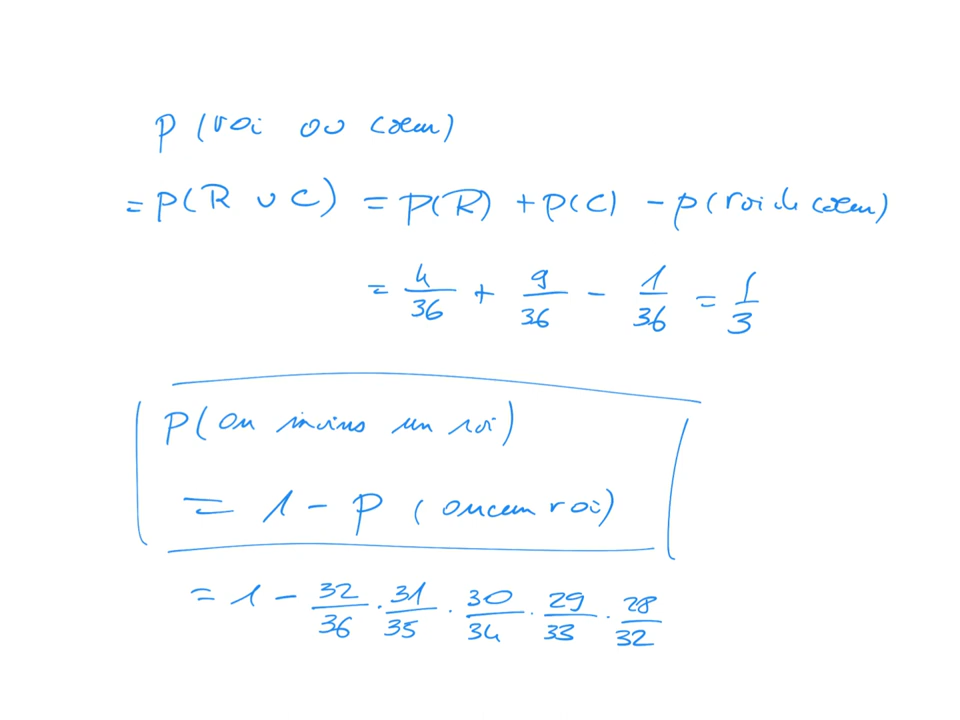 p (roi ou cœur)
= P(R ∪ C) = P(R) + P(C) - p (roi de cœur)
= 4/36 + 9/36 - 1/36 = 1/3
P( au moins un roi)
= 1 - P ( aucun roi)
= 1 - 32/36 · 31/35 · 30/34 · 29/33 · 28/32